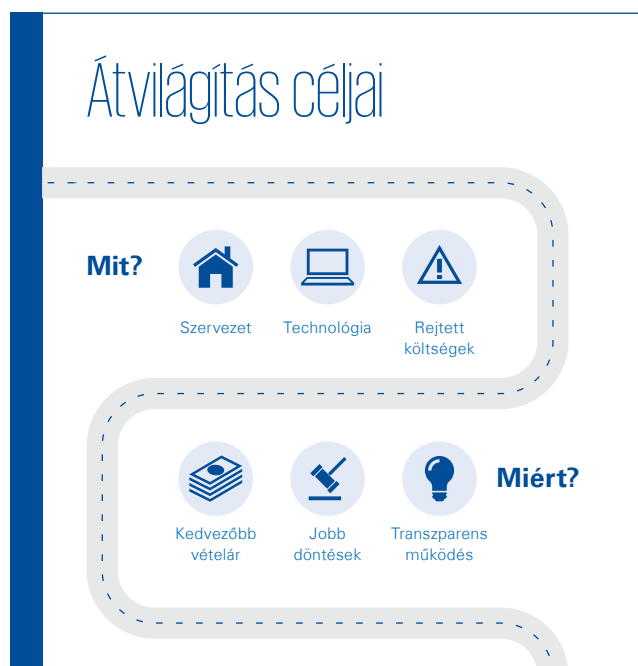 Átvilágítás céljai
Mit?
Szervezet
Technológia
Rejtett
költségek
Kedvezőbb
vételár
Jobb
döntések
Transzparens
működés
Miért?